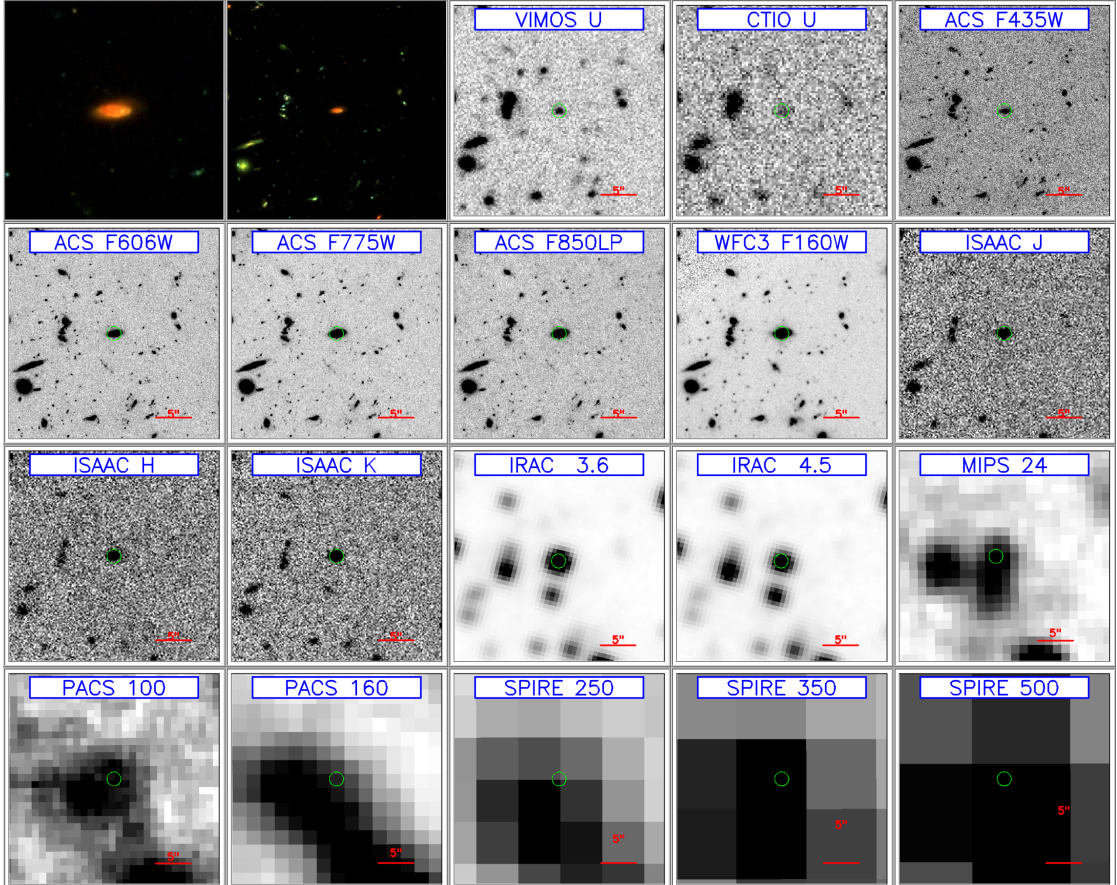 VIMOS U
5"
CTIO U
5"
ACS F435W
5"
ACS F606W
5"
ACS F775W
5"
ACS F850LP
5"
WFC3 F160W
5"
ISAAC J
5"
ISAAC H
5"
ISAAC K
5"
IRAC 3.6
5"
IRAC 4.5
5"
MIPS 24
5"
PACS 100
5"
PACS 160
5"
SPIRE 250
5"
SPIRE 350
5"
SPIRE 500
5"